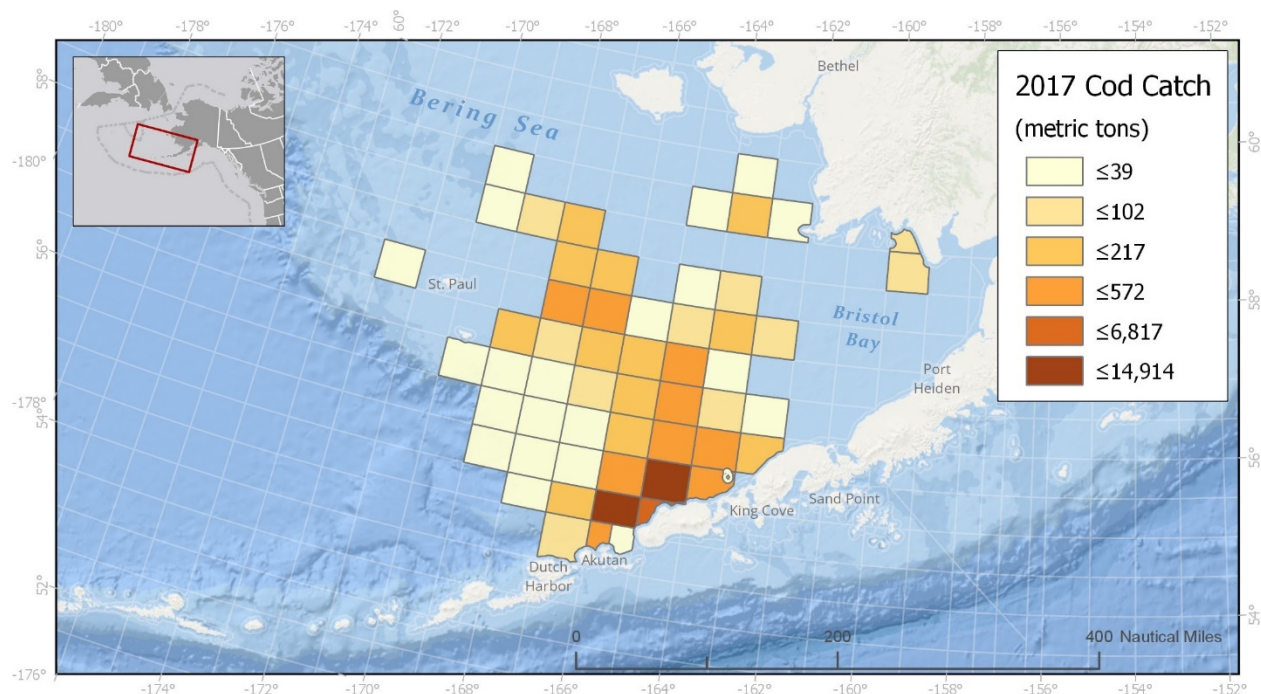 -180° -178° -176° -174° -172° -60° -170° -168° -166° -164° -162° -160° -158° -156° -154° -152°
58°
-180°
56°
-178°
54°
52°
-176°
Bering Sea
Bethel
St. Paul
Bristol
Bay
Port
Heiden
Sand Point
King Cove
Akutan
Dutch
Harbor
2017 Cod Catch
(metric tons)
≤39
≤102
≤217
≤572
≤6,817
≤14,914
60°
58°
56°
54°
0 200 400 Nautical Miles
-174° -172° -170° -168° -166° -164° -162° -160° -158° -156° -154° -152°